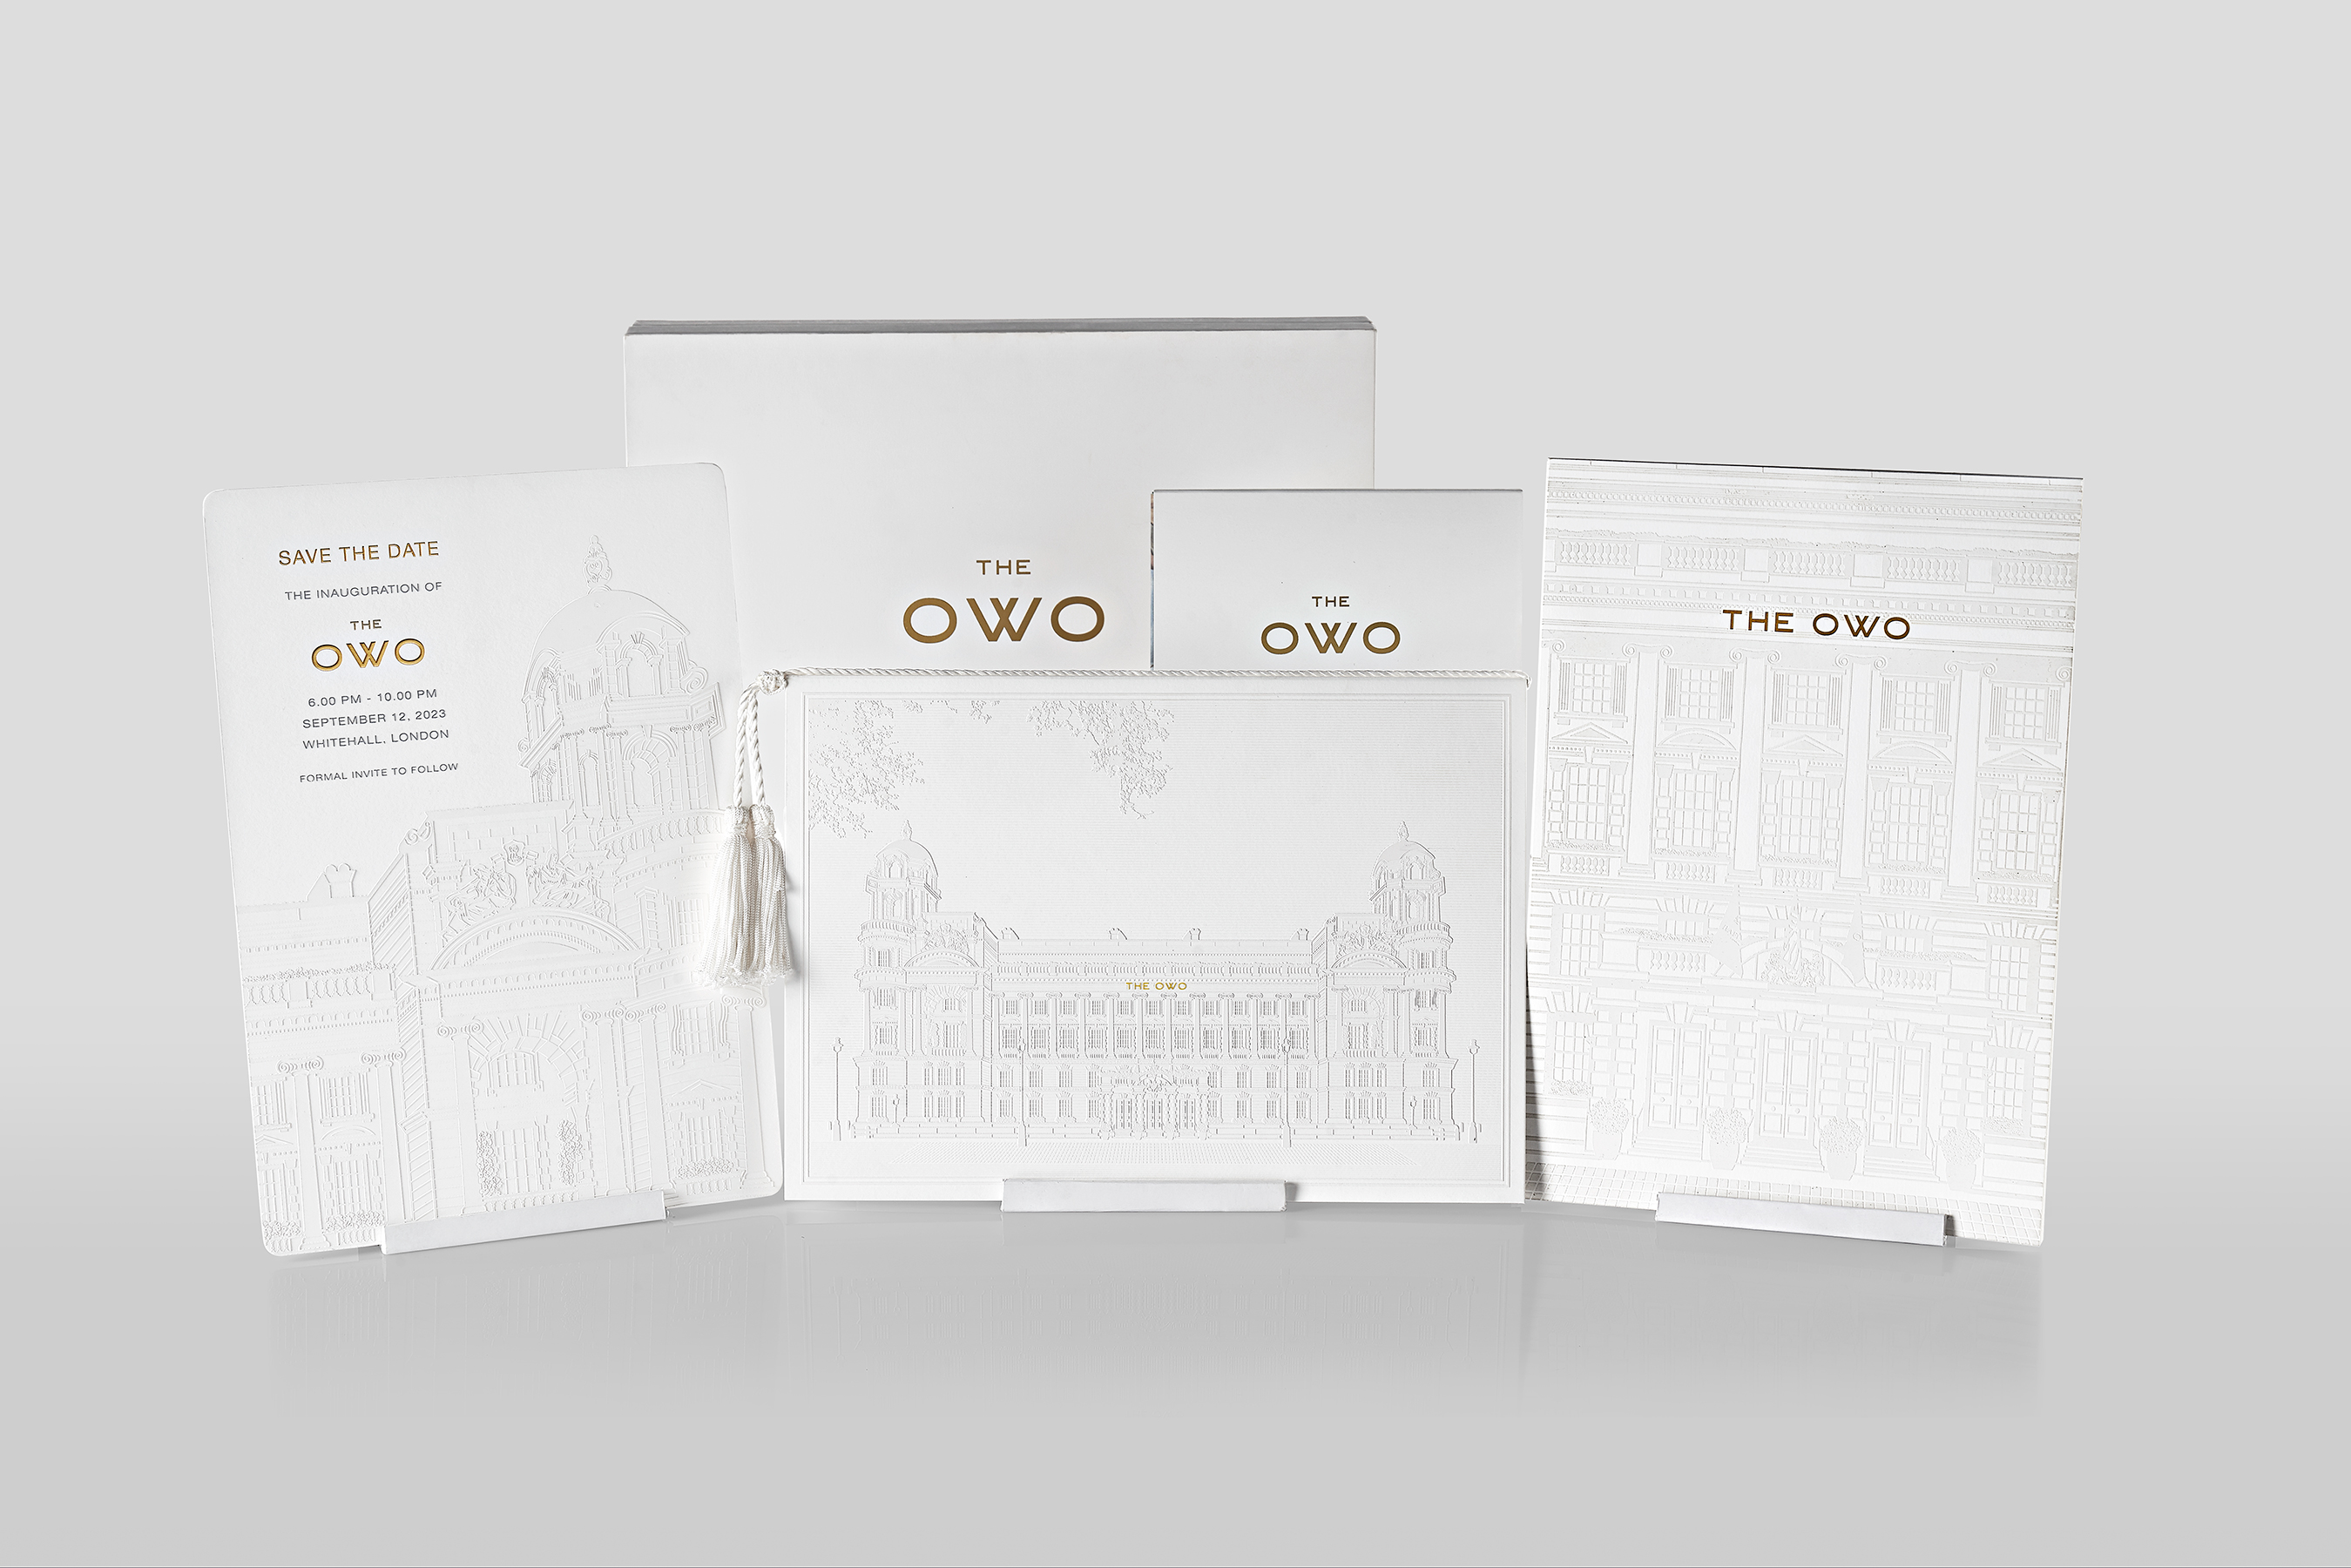 SAVE THE DATE
THE INAUGURATION OF
THE
OWO
6.00 PM - 10.00 PM
SEPTEMBER 12, 2023
WHITEHALL, LONDON
FORMAL INVITE TO FOLLOW
THE
OWO
THE
OWO
THE OWO
THE OWO